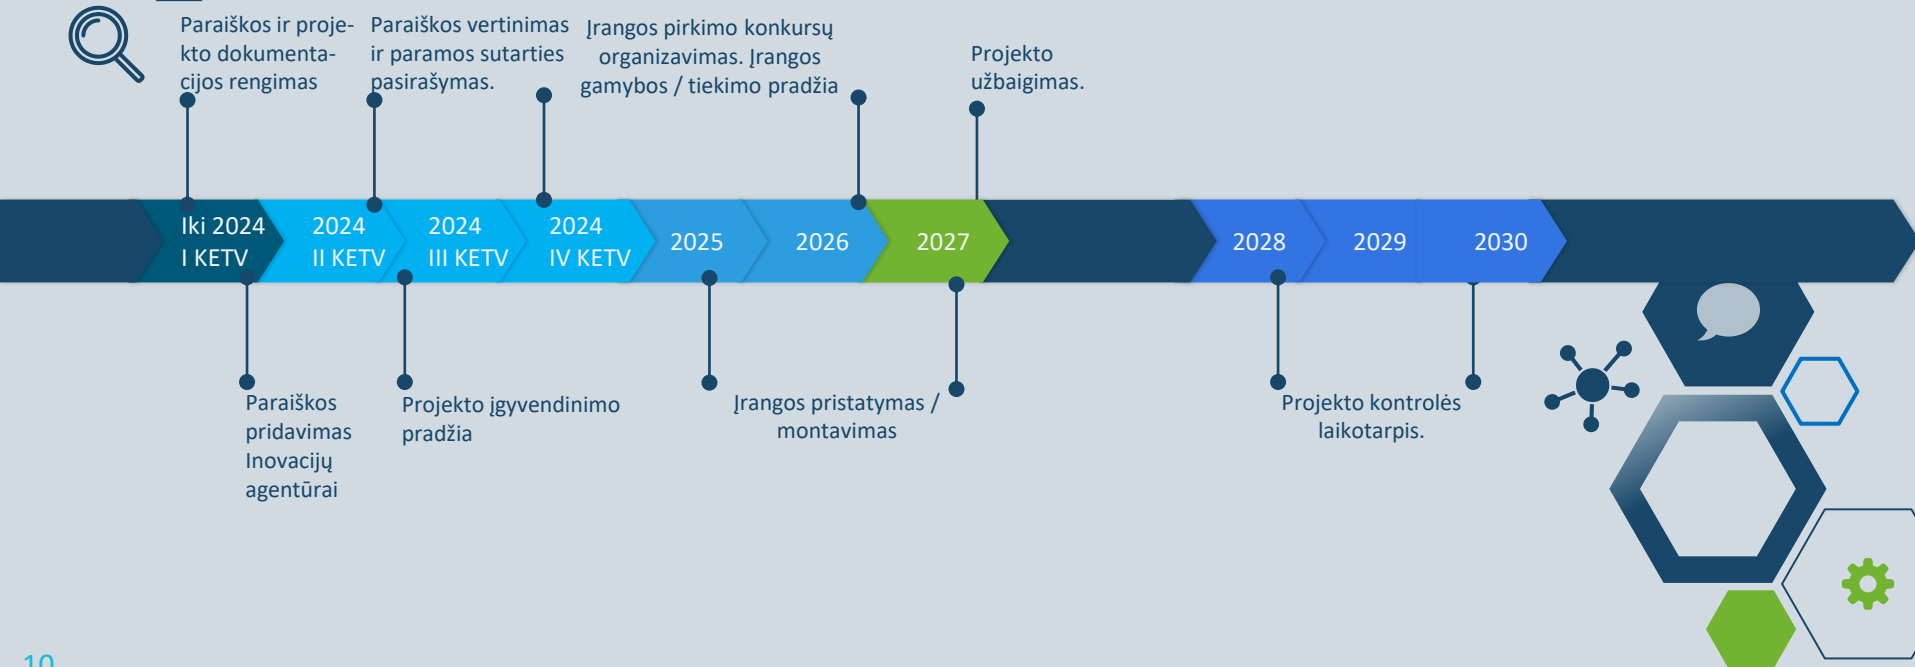 Paraiškos ir proje-
kto dokumenta-
cijos rengimas
Paraiškos vertinimas
ir paramos sutarties
pasirašymas.
Įrangos pirkimo konkursų
organizavimas. Įrangos
gamybos / tiekimo pradžia
Projekto
užbaigimas.
Iki 2024
I KETV
2024
II KETV
2024
III KETV
2024
IV KETV
2025
2026
2027
2028
2029
2030
Paraiškos
pridavimas
Inovacijų
agentūrai
Projekto įgyvendinimo
pradžia
Įrangos pristatymas /
montavimas
Projekto kontrolės
laikotarpis.
10